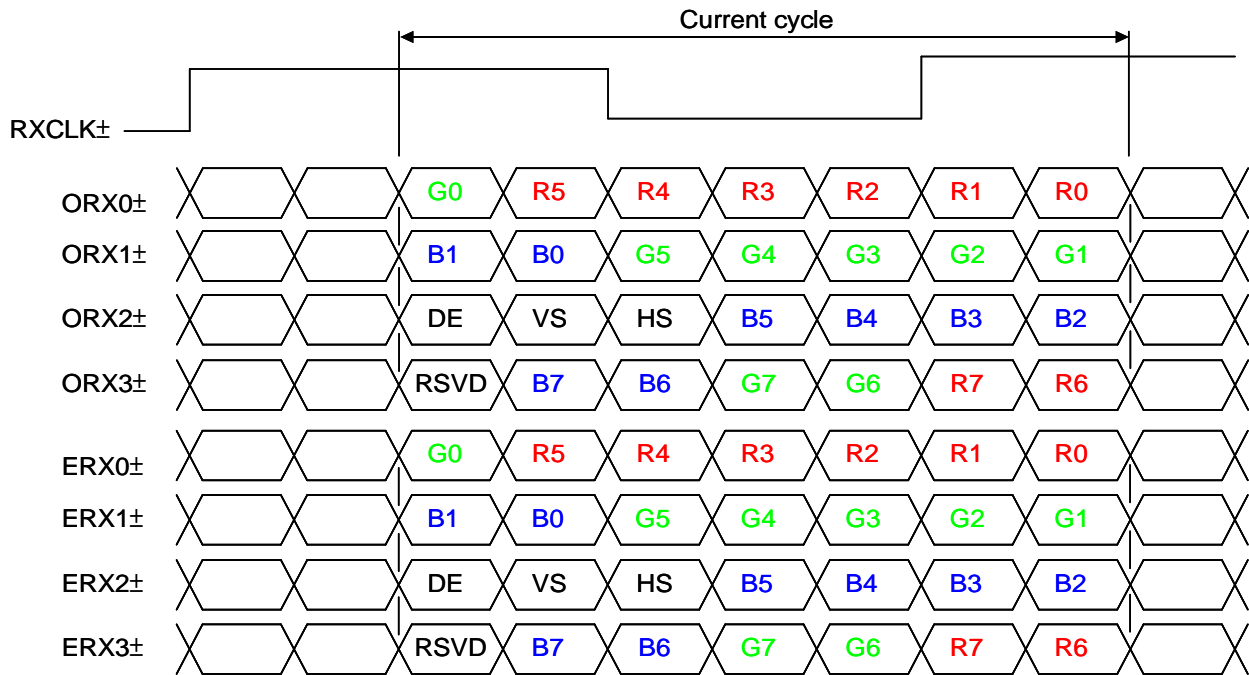 Current cycle
RXCLK±
ORX0± G0 R5 R4 R3 R2 R1 R0
ORX1± B1 B0 G5 G4 G3 G2 G1
ORX2± DE VS HS B5 B4 B3 B2
ORX3± RSVD B7 B6 G7 G6 R7 R6
ERX0± G0 R5 R4 R3 R2 R1 R0
ERX1± B1 B0 G5 G4 G3 G2 G1
ERX2± DE VS HS B5 B4 B3 B2
ERX3± RSVD B7 B6 G7 G6 R7 R6